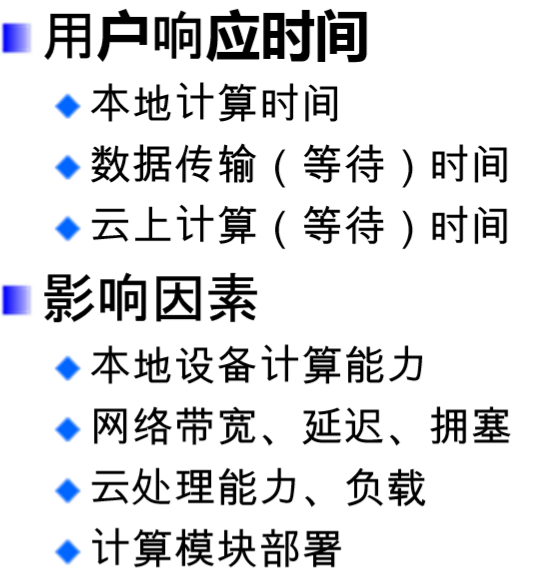 用户响应时间
本地计算时间
数据传输（等待）时间
云上计算（等待）时间
影响因素
本地设备计算能力
网络带宽、延迟、拥塞
云处理能力、负载
计算模块部署